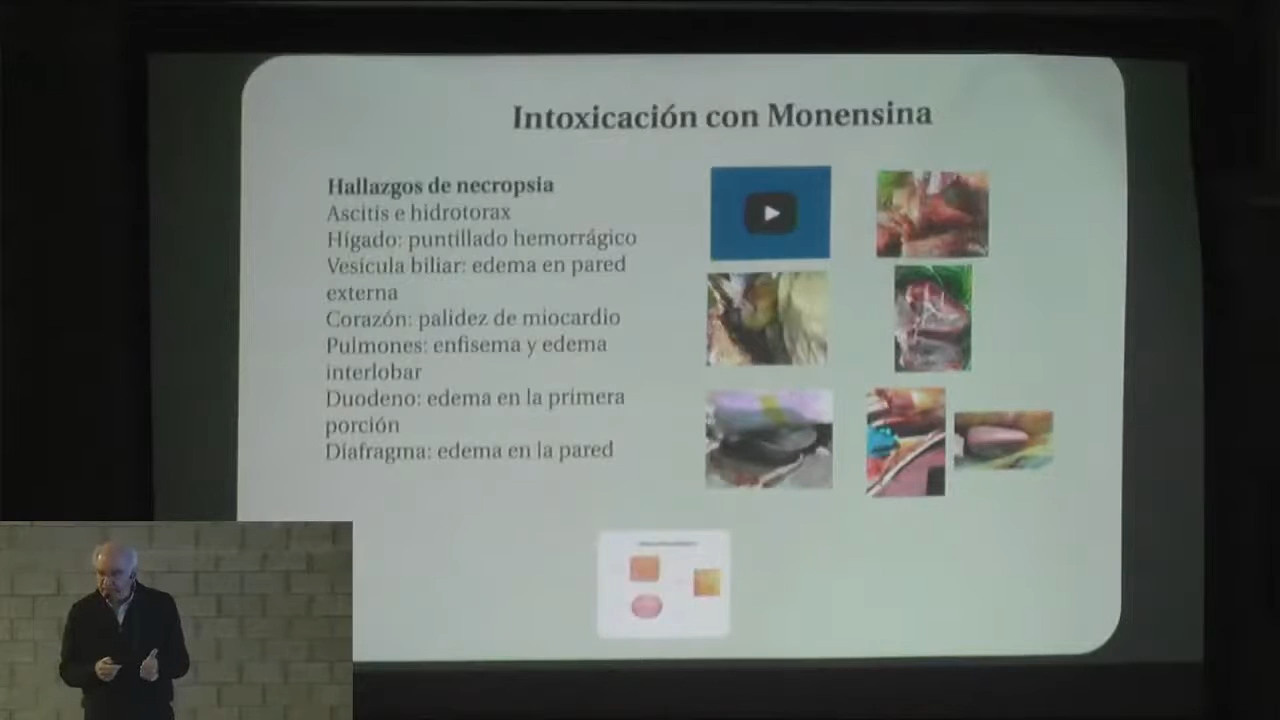 Intoxicación con Monensina
Hallazgos de necropsia
Ascitis e hidrotorax
Hígado: puntillado hemorrágico
Vesícula biliar: edema en pared
externa
Corazón: palidez de miocardio
Pulmones: enfisema y edema
interlobar
Duodeno: edema en la primera
porción
Diafragma: edema en la pared